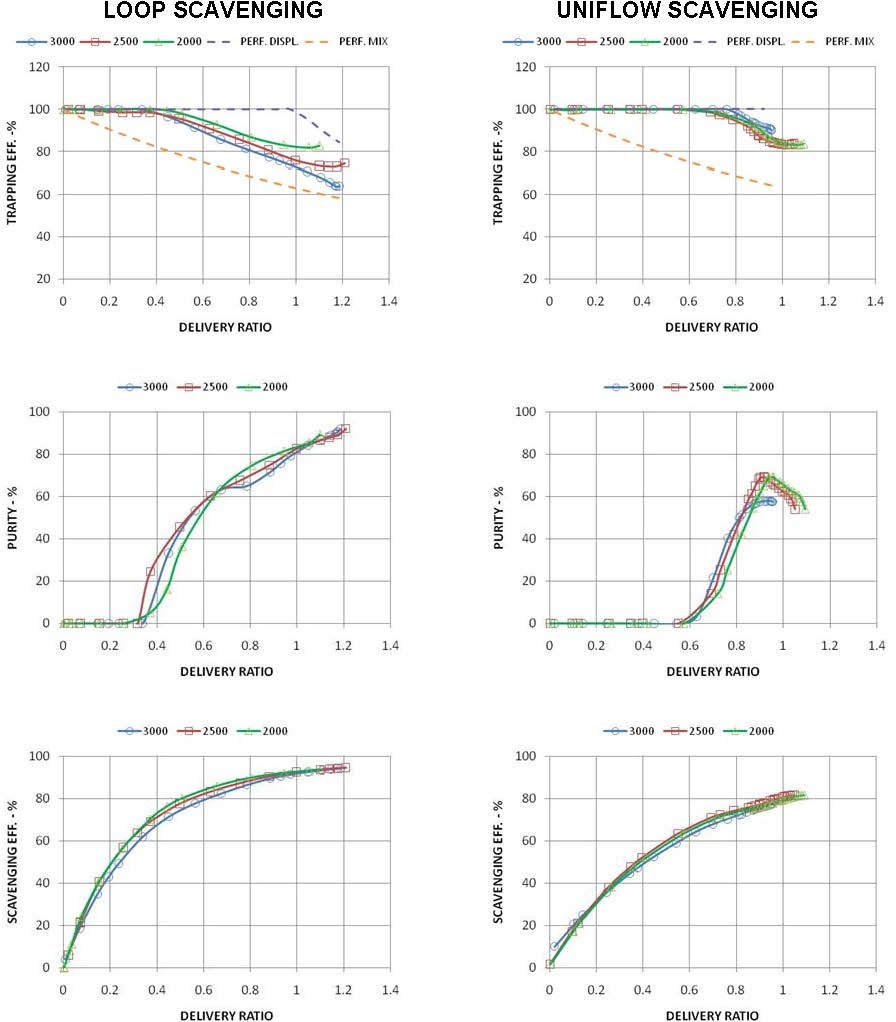 LOOP SCAVENGING
UNIFLOW SCAVENGING
3000 2500 2000 PERF. DISPL. PERF. MIX
120
100
80
60
40
20
TRAPPING EFF. -%
0 0.2 0.4 0.6 0.8 1 1.2 1.4
DELIVERY RATIO
3000 2500 2000 PERF. DISPL. PERF. MIX
120
100
80
60
40
20
TRAPPING EFF. -%
0 0.2 0.4 0.6 0.8 1 1.2 1.4
DELIVERY RATIO
3000 2500 2000
100
80
60
40
20
0
PURITY - %
0 0.2 0.4 0.6 0.8 1 1.2 1.4
DELIVERY RATIO
3000 2500 2000
100
80
60
40
20
0
PURITY - %
0 0.2 0.4 0.6 0.8 1 1.2 1.4
DELIVERY RATIO
3000 2500 2000
100
80
60
40
20
0
SCAVENGING EFF. - %
0 0.2 0.4 0.6 0.8 1 1.2 1.4
DELIVERY RATIO
3000 2500 2000
100
80
60
40
20
0
SCAVENGING EFF. - %
0 0.2 0.4 0.6 0.8 1 1.2 1.4
DELIVERY RATIO